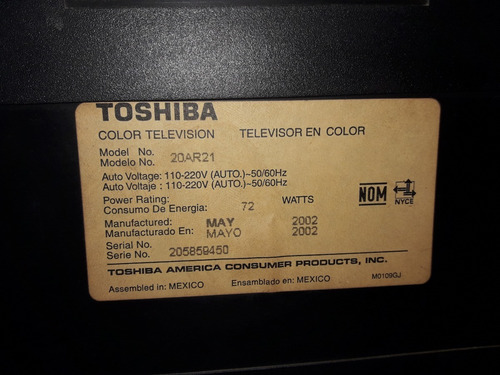 TOSHIBA
COLOR TELEVISION TELEVISOR EN COLOR
Model No.
Modelo No. 20AR21
Auto Voltage: 110-220V (AUTO.)~50/60Hz
Auto Voltaje : 110-220V (AUTO.)~50/60Hz
Power Rating:
Consumo De Energia: 72 WATTS
Manufactured: MAY 2002
Manufacturado En: MAYO 2002
Serial No.
Serie No. 205859450
NOM NYCE
TOSHIBA AMERICA CONSUMER PRODUCTS, INC.
Assembled in: MEXICO Ensamblado en: MEXICO M0109GJ